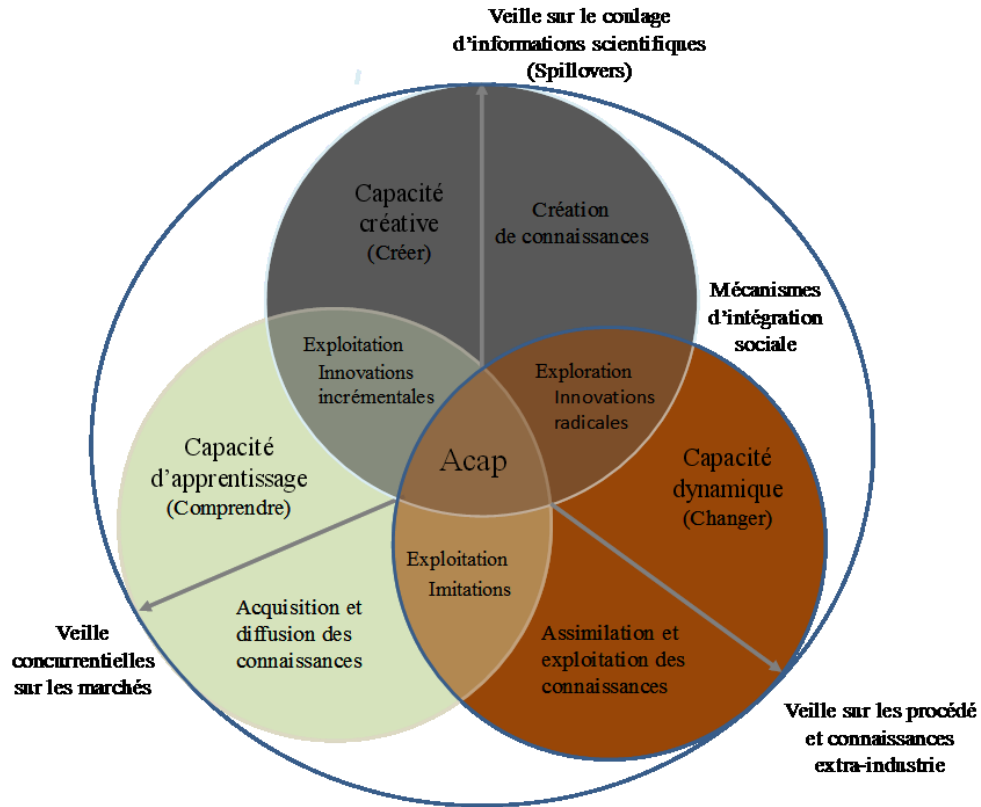 Veille sur le coulage
d'informations scientifiques
(Spillovers)
Capacité
créative
(Créer)
Création
de connaissances
Mécanismes
d'intégration
sociale
Exploitation
Innovations
incrémentales
Exploration
Innovations
radicales
Capacité
d'apprentissage
(Comprendre)
Acap
Capacité
dynamique
(Changer)
Exploitation
Imitations
Acquisition et
diffusion des
connaissances
Assimilation et
exploitation des
connaissances
Veille
concurrentielles
sur les marchés
Veille sur les procédé
et connaissances
extra-industrie